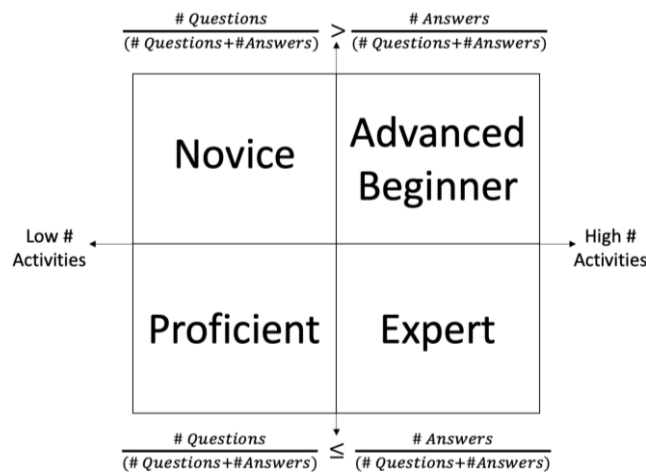 # Questions / (# Questions+#Answers) > # Answers / (# Questions+#Answers)
Novice
Advanced
Beginner
Low #
Activities
High #
Activities
Proficient
Expert
# Questions / (# Questions+#Answers) ≤ # Answers / (# Questions+#Answers)